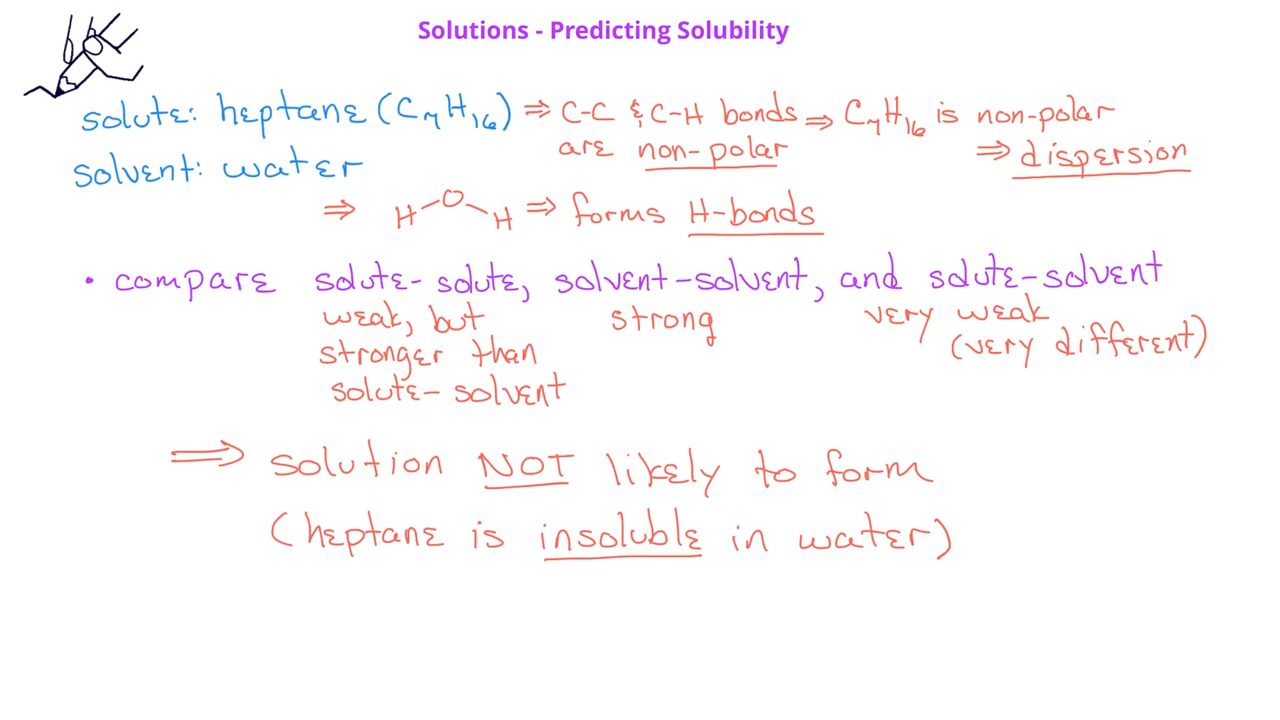 Solutions - Predicting Solubility
solute: heptane (C₇H₁₆) ⇒ C-C & C-H bonds ⇒ C₇H₁₆ is non-polar
are non-polar ⇒ dispersion
solvent: water
⇒ H-O-H ⇒ forms H-bonds
• compare solute-solute, solvent-solvent, and solute-solvent
weak, but strong very weak
stronger than (very different)
solute-solvent
⇒ solution NOT likely to form
(heptane is insoluble in water)